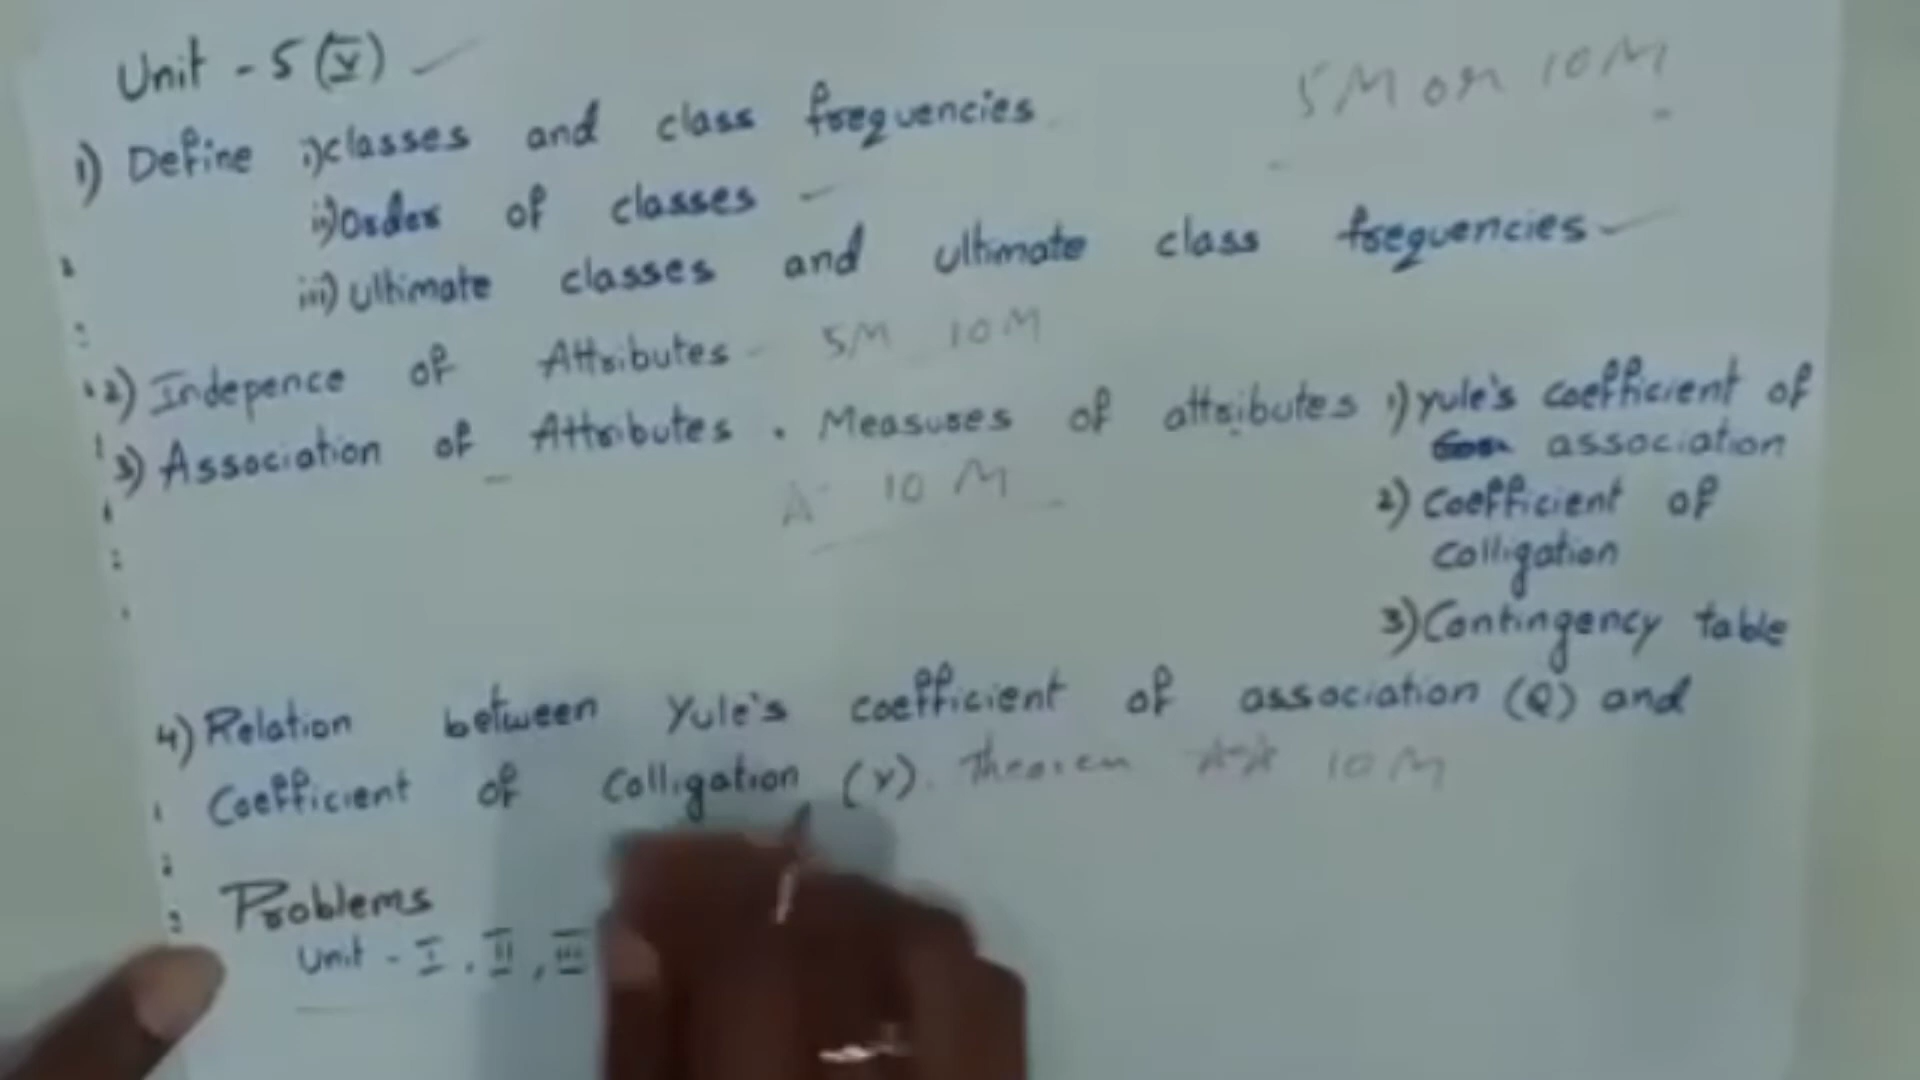 Unit - 5 (V)
5M or 10M
1) Define i) classes and class frequencies
ii) Order of classes
iii) Ultimate classes and ultimate class frequencies
2) Indepence of Attributes - 5M 10M
3) Association of Attributes . Measures of attributes 1) Yule's coefficient of
association
10 M
2) Coefficient of
colligation
3) Contingency table
4) Relation between Yule's coefficient of association (Q) and
Coefficient of Colligation (Y). Theorem ** 10 M
Problems
Unit - I, II, III